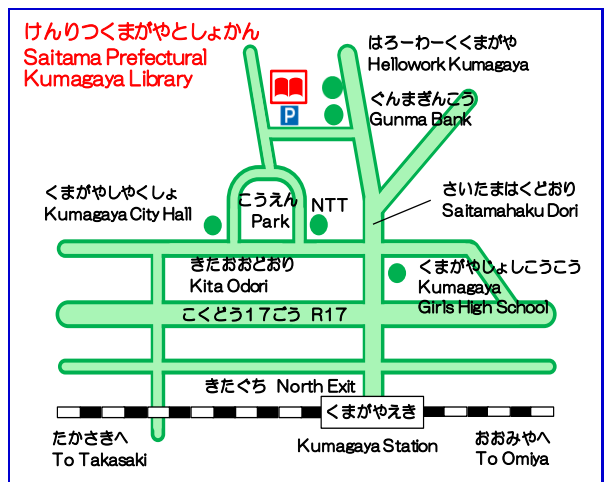 けんりつくまがやとしょかん
Saitama Prefectural
Kumagaya Library
はろーわーくくまがや
Hellowork Kumagaya
ぐんまぎんこう
Gunma Bank
P
くまがやしやくしょ
Kumagaya City Hall
こうえん
Park
NTT
さいたまはくどおり
Saitamahaku Dori
きたおおどおり
Kita Odori
くまがやじょしこうこう
Kumagaya
Girls High School
こくどう17ごう R17
きたぐち North Exit
くまがやえき
Kumagaya Station
たかさきへ
To Takasaki
おおみやへ
To Omiya